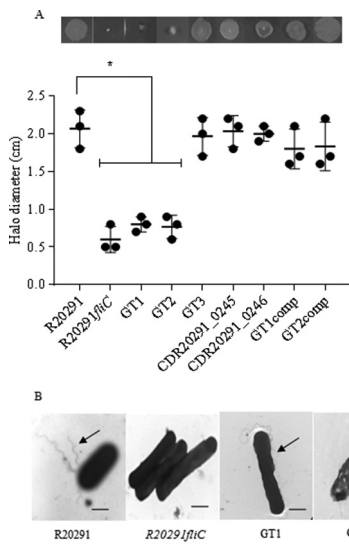 A
*
2.5
2.0
1.5
1.0
0.5
0.0
Halo diameter (cm)
R20291
R20291fliC
GT1
GT2
GT3
CDR20291_0245
CDR20291_0246
GT1comp
GT2comp
B
R20291
R20291fliC
GT1